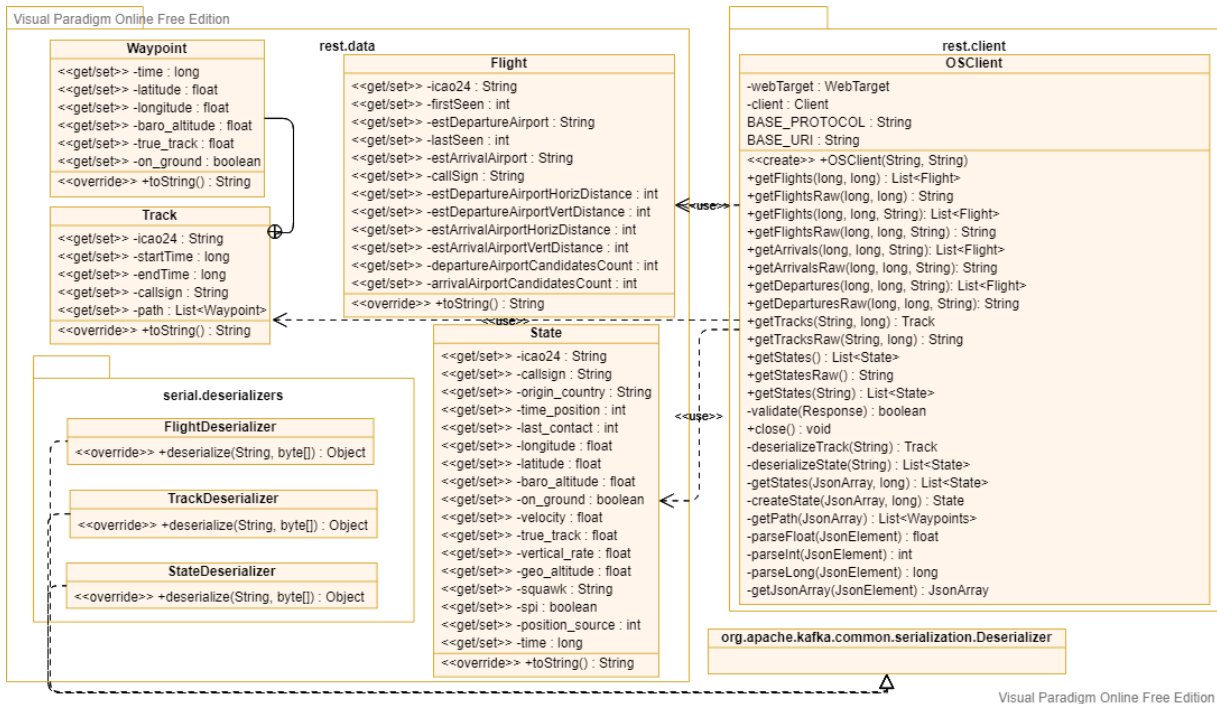 Visual Paradigm Online Free Edition
rest.data
Waypoint
<<get/set>> -time : long
<<get/set>> -latitude : float
<<get/set>> -longitude : float
<<get/set>> -baro_altitude : float
<<get/set>> -true_track : float
<<get/set>> -on_ground : boolean
<<override>> +toString() : String
Track
<<get/set>> -icao24 : String
<<get/set>> -startTime : long
<<get/set>> -endTime : long
<<get/set>> -callsign : String
<<get/set>> -path : List<Waypoint>
<<override>> +toString() : String
Flight
<<get/set>> -icao24 : String
<<get/set>> -firstSeen : int
<<get/set>> -estDepartureAirport : String
<<get/set>> -lastSeen : int
<<get/set>> -estArrivalAirport : String
<<get/set>> -callSign : String
<<get/set>> -estDepartureAirportHorizDistance : int
<<get/set>> -estDepartureAirportVertDistance : int
<<get/set>> -estArrivalAirportHorizDistance : int
<<get/set>> -estArrivalAirportVertDistance : int
<<get/set>> -departureAirportCandidatesCount : int
<<get/set>> -arrivalAirportCandidatesCount : int
<<override>> +toString() : String
<<use>>
<<use>>
<<use>>
State
<<get/set>> -icao24 : String
<<get/set>> -callsign : String
<<get/set>> -origin_country : String
<<get/set>> -time_position : int
<<get/set>> -last_contact : int
<<get/set>> -longitude : float
<<get/set>> -latitude : float
<<get/set>> -baro_altitude : float
<<get/set>> -on_ground : boolean
<<get/set>> -velocity : float
<<get/set>> -true_track : float
<<get/set>> -vertical_rate : float
<<get/set>> -geo_altitude : float
<<get/set>> -squawk : String
<<get/set>> -spi : boolean
<<get/set>> -position_source : int
<<get/set>> -time : long
<<override>> +toString() : String
serial.deserializers
FlightDeserializer
<<override>> +deserialize(String, byte[]) : Object
TrackDeserializer
<<override>> +deserialize(String, byte[]) : Object
StateDeserializer
<<override>> +deserialize(String, byte[]) : Object
rest.client
OSClient
-webTarget : WebTarget
-client : Client
BASE_PROTOCOL : String
BASE_URI : String
<<create>> +OSClient(String, String)
+getFlights(long, long) : List<Flight>
+getFlightsRaw(long, long) : String
+getFlights(long, long, String): List<Flight>
+getFlightsRaw(long, long, String) : String
+getArrivals(long, long, String): List<Flight>
+getArrivalsRaw(long, long, String): String
+getDepartures(long, long, String): List<Flight>
+getDeparturesRaw(long, long, String): String
+getTracks(String, long) : Track
+getTracksRaw(String, long) : String
+getStates() : List<State>
+getStatesRaw() : String
+getStates(String) : List<State>
-validate(Response) : boolean
+close() : void
-deserializeTrack(String) : Track
-deserializeState(String) : List<State>
-getStates(JsonArray, long) : List<State>
-createState(JsonArray, long) : State
-getPath(JsonArray) : List<Waypoints>
-parseFloat(JsonElement) : float
-parseInt(JsonElement) : int
-parseLong(JsonElement) : long
-getJsonArray(JsonElement) : JsonArray
org.apache.kafka.common.serialization.Deserializer
Visual Paradigm Online Free Edition